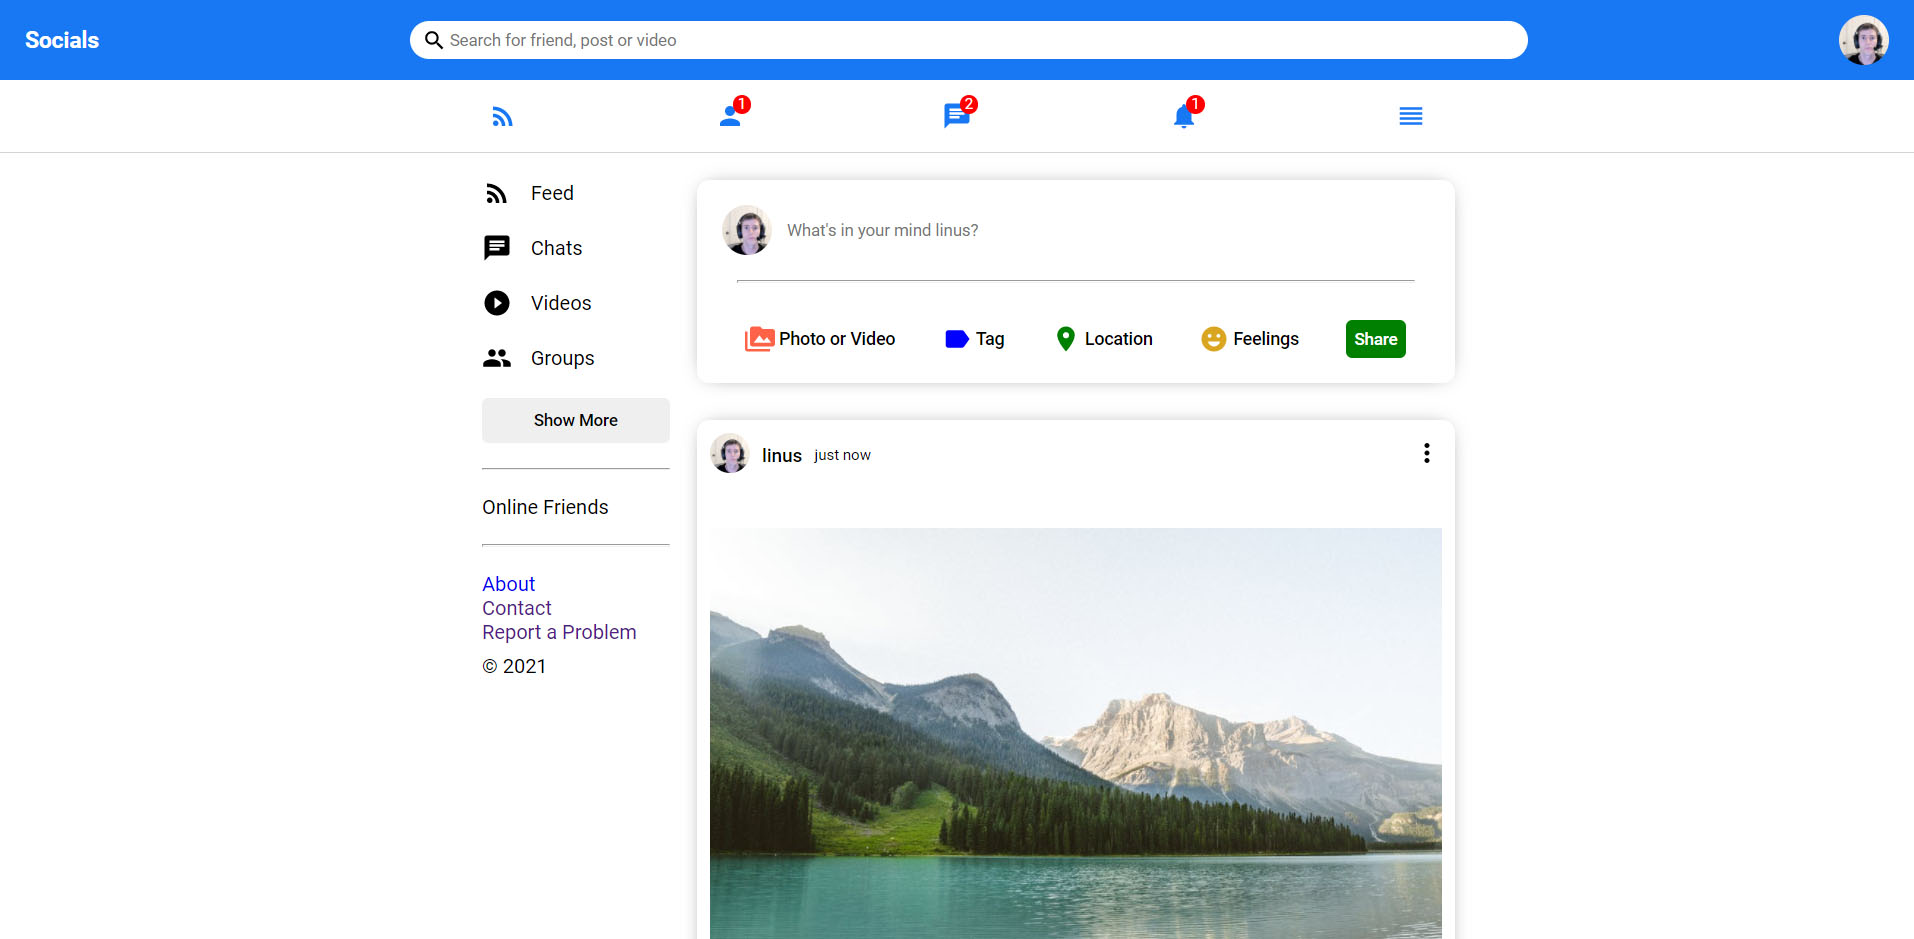 Socials
Search for friend, post or video
1
2
1
Feed
Chats
Videos
Groups
Show More
Online Friends
About
Contact
Report a Problem
© 2021
What's in your mind linus?
Photo or Video
Tag
Location
Feelings
Share
linus just now